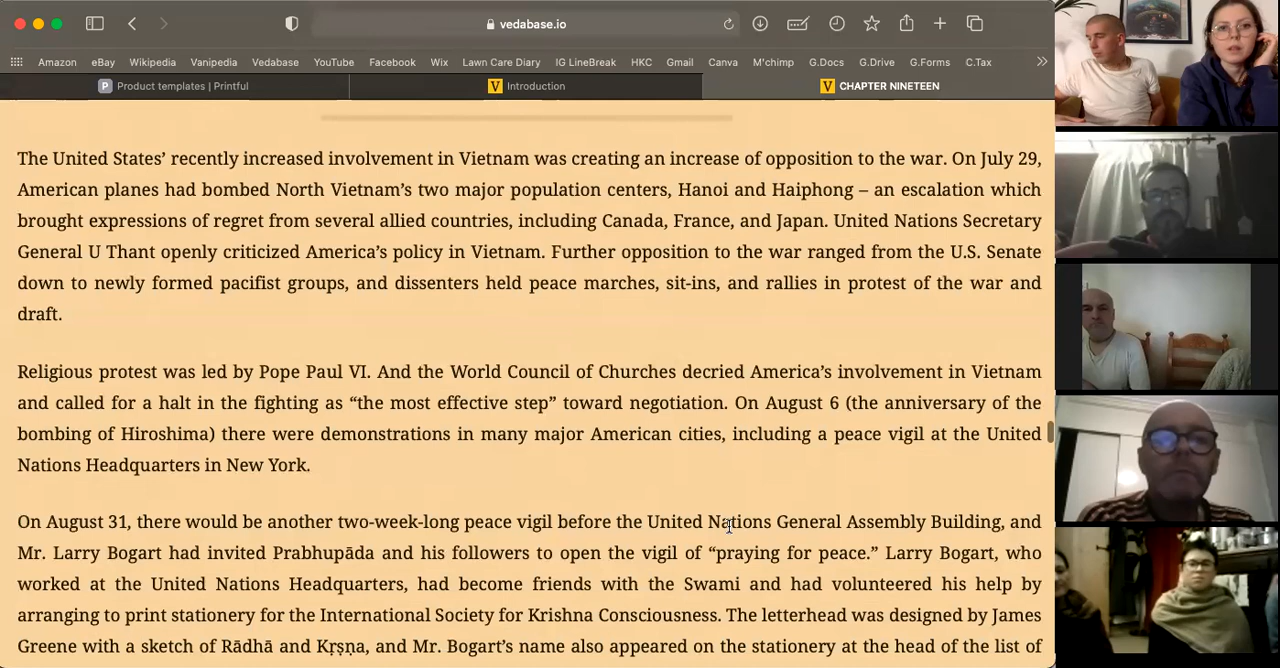 vedabase.io
Amazon eBay Wikipedia Vanipedia Vedabase YouTube Facebook Wix Lawn Care Diary IG LineBreak HKC Gmail Canva M'chimp G.Docs G.Drive G.Forms C.Tax
P Product templates | Printful V Introduction V CHAPTER NINETEEN
The United States’ recently increased involvement in Vietnam was creating an increase of opposition to the war. On July 29,
American planes had bombed North Vietnam’s two major population centers, Hanoi and Haiphong – an escalation which
brought expressions of regret from several allied countries, including Canada, France, and Japan. United Nations Secretary
General U Thant openly criticized America’s policy in Vietnam. Further opposition to the war ranged from the U.S. Senate
down to newly formed pacifist groups, and dissenters held peace marches, sit-ins, and rallies in protest of the war and
draft.
Religious protest was led by Pope Paul VI. And the World Council of Churches decried America’s involvement in Vietnam
and called for a halt in the fighting as “the most effective step” toward negotiation. On August 6 (the anniversary of the
bombing of Hiroshima) there were demonstrations in many major American cities, including a peace vigil at the United
Nations Headquarters in New York.
On August 31, there would be another two-week-long peace vigil before the United Nations General Assembly Building, and
Mr. Larry Bogart had invited Prabhupāda and his followers to open the vigil of “praying for peace.” Larry Bogart, who
worked at the United Nations Headquarters, had become friends with the Swami and had volunteered his help by
arranging to print stationery for the International Society for Krishna Consciousness. The letterhead was designed by James
Greene with a sketch of Rādhā and Kṛṣṇa, and Mr. Bogart’s name also appeared on the stationery at the head of the list of